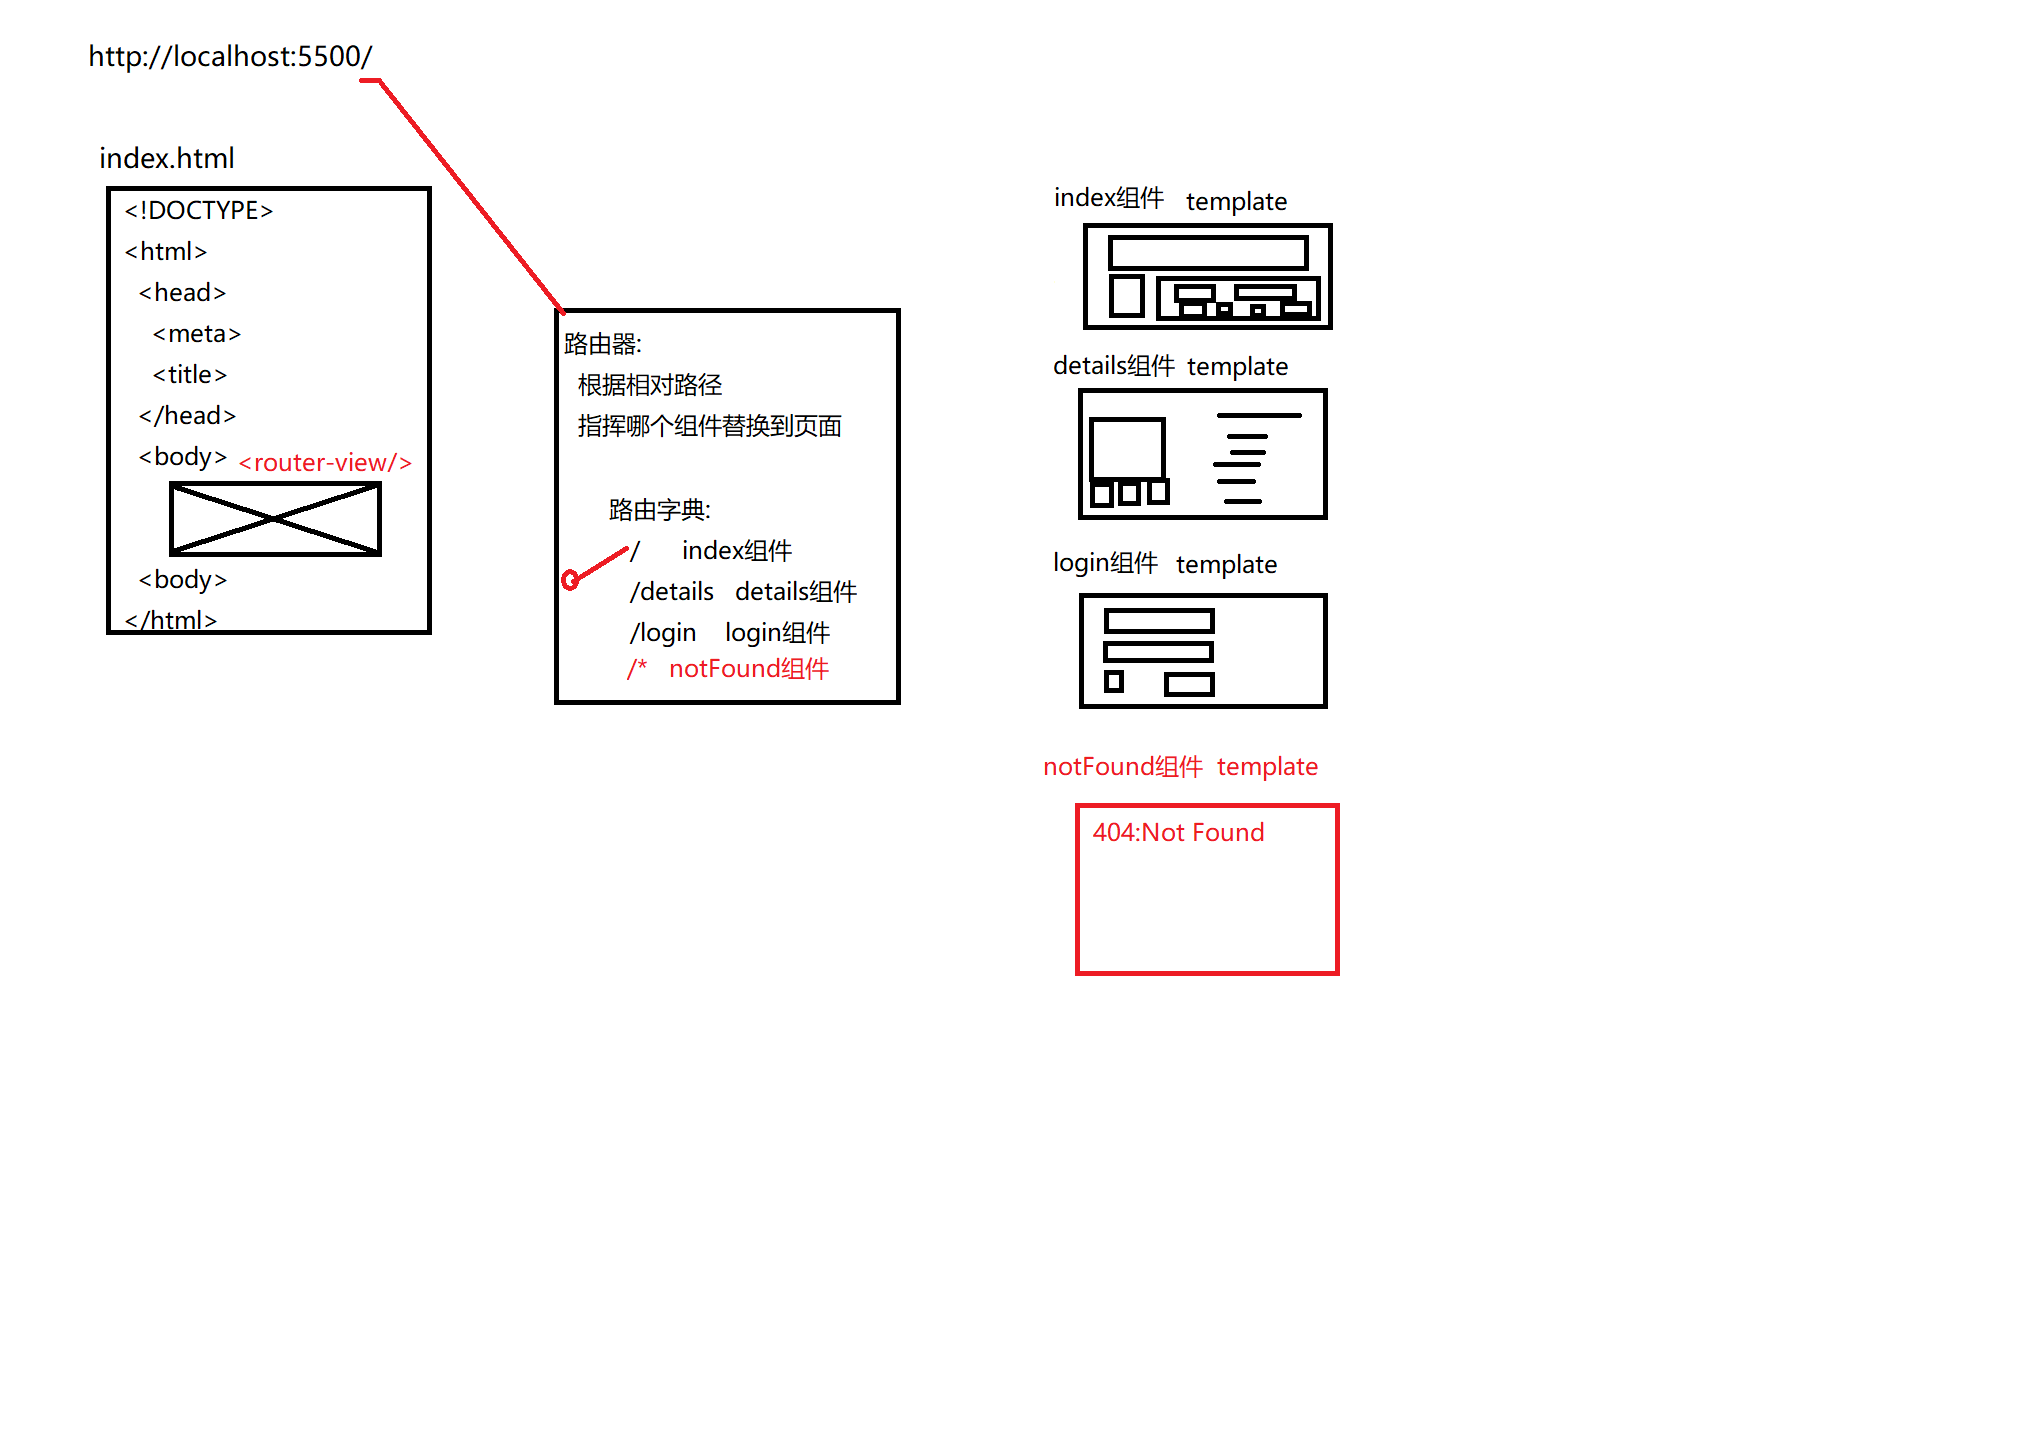 http://localhost:5500/
index.html
<!DOCTYPE>
<html>
<head>
<meta>
<title>
</head>
<body> <router-view/>
<body>
</html>
路由器:
根据相对路径
指挥哪个组件替换到页面
路由字典:
/ index组件
/details details组件
/login login组件
/* notFound组件
index组件 template
details组件 template
login组件 template
notFound组件 template
404:Not Found